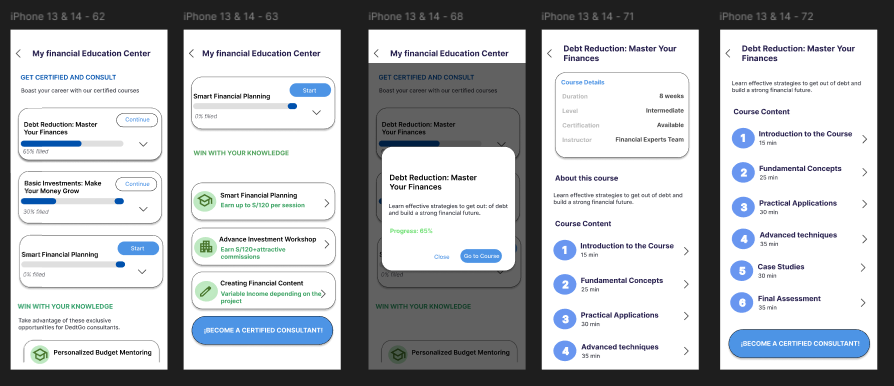 iPhone 13 & 14 - 62
My financial Education Center
GET CERTIFIED AND CONSULT
Boast your career with our certified courses
Debt Reduction: Master
Your Finances
Continue
65% filled
Basic Investments: Make
Your Money Grow
Continue
30% filled
Smart Financial Planning
Start
0% filled
WIN WITH YOUR KNOWLEDGE
Take advantage of these exclusive
opportunities for DedtGo consultants.
Personalized Budget Mentoring
iPhone 13 & 14 - 63
My financial Education Center
Smart Financial Planning
Start
0% filled
WIN WITH YOUR KNOWLEDGE
Smart Financial Planning
Earn up to S/120 per session
Advance Investment Workshop
Earn S/120+attractive
commissions
Creating Financial Content
Variable Income depending on the
project
¡BECOME A CERTIFIED CONSULTANT!
iPhone 13 & 14 - 68
My financial Education Center
GET CERTIFIED AND CONSULT
Boast your career with our certified courses
Debt Reduction: Master
Your Finances
Learn effective strategies to get out: of debt
and build a strong financial future.
Progress: 65%
Close
Go to Course
0% filled
WIN WITH YOUR KNOWLEDGE
Take advantage of these exclusive
opportunities for DedtGo consultants.
Personalized Budget Mentoring
iPhone 13 & 14 - 71
Debt Reduction: Master Your
Finances
Course Details
Duration 8 weeks
Level Intermediate
Certification Available
Instructor Financial Experts Team
About this course
Learn effective strategies to get out of debt and
build a strong financial future.
Course Content
1 Introduction to the Course
15 min
2 Fundamental Concepts
25 min
3 Practical Applications
30 min
4 Advanced techniques
35 min
iPhone 13 & 14 - 72
Debt Reduction: Master Your
Finances
Learn effective strategies to get out of debt and
build a strong financial future.
Course Content
1 Introduction to the Course
15 min
2 Fundamental Concepts
25 min
3 Practical Applications
30 min
4 Advanced techniques
35 min
5 Case Studies
30 min
6 Final Assessment
35 min
¡BECOME A CERTIFIED CONSULTANT!